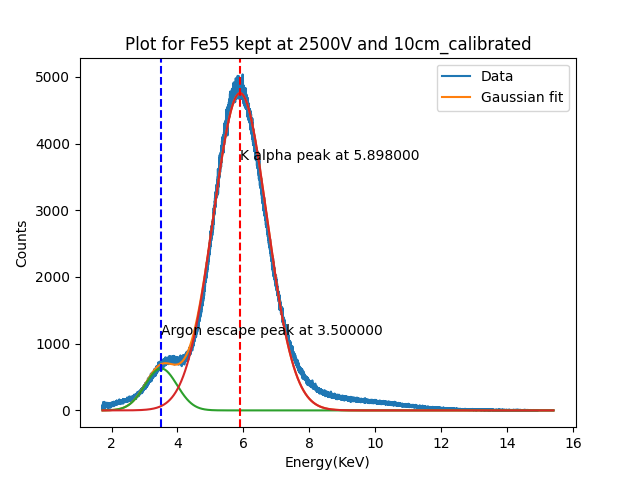 Plot for Fe55 kept at 2500V and 10cm_calibrated
Data
Gaussian fit
5000
4000
3000
2000
1000
0
Counts
K alpha peak at 5.898000
Argon escape peak at 3.500000
2 4 6 8 10 12 14 16
Energy(KeV)